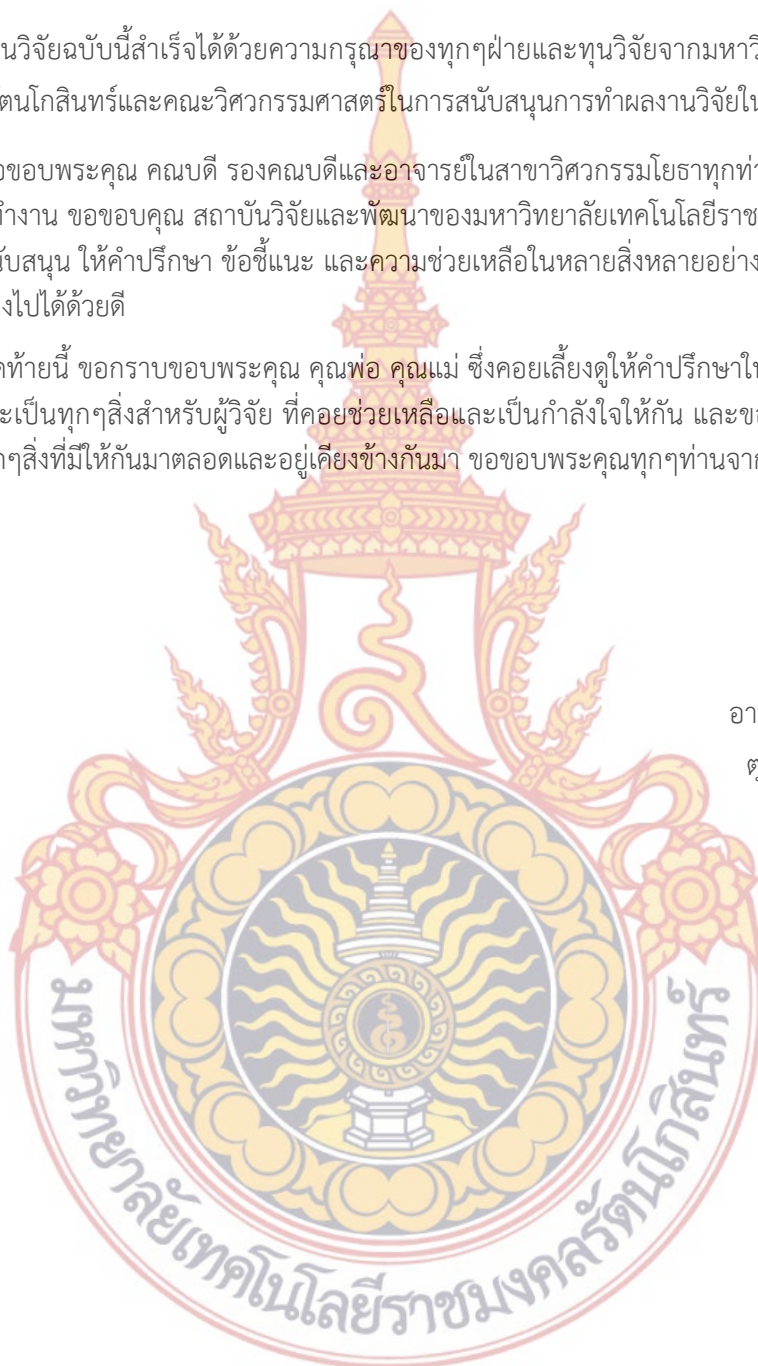 นวิจัยฉบับนี้สำเร็จได้ด้วยความกรุณาของทุกๆฝ่ายและทุนวิจัยจากมหาวิ
ัตนโกสินทร์และคณะวิศวกรรมศาสตร์ในการสนับสนุนการทำผลงานวิจัยใน
อขอบพระคุณ คณบดี รองคณบดีและอาจารย์ในสาขาวิศวกรรมโยธาทุกท่า
ทำงาน ขอขอบคุณ สถาบันวิจัยและพัฒนาของมหาวิทยาลัยเทคโนโลยีราช
ับสนุน ให้คำปรึกษา ข้อชี้แนะ และความช่วยเหลือในหลายสิ่งหลายอย่าง
งไปได้ด้วยดี
ท้ายนี้ ขอกราบขอบพระคุณ คุณพ่อ คุณแม่ ซึ่งคอยเลี้ยงดูให้คำปรึกษาใ
ะเป็นทุกๆสิ่งสำหรับผู้วิจัย ที่คอยช่วยเหลือและเป็นกำลังใจให้กัน และข
กๆสิ่งที่มีให้กันมาตลอดและอยู่เคียงข้างกันมา ขอขอบพระคุณทุกๆท่านจาก
อา
ตุ
มหาวิทยาลัยเทคโนโลยีราชมงคลรัตนโกสินทร์